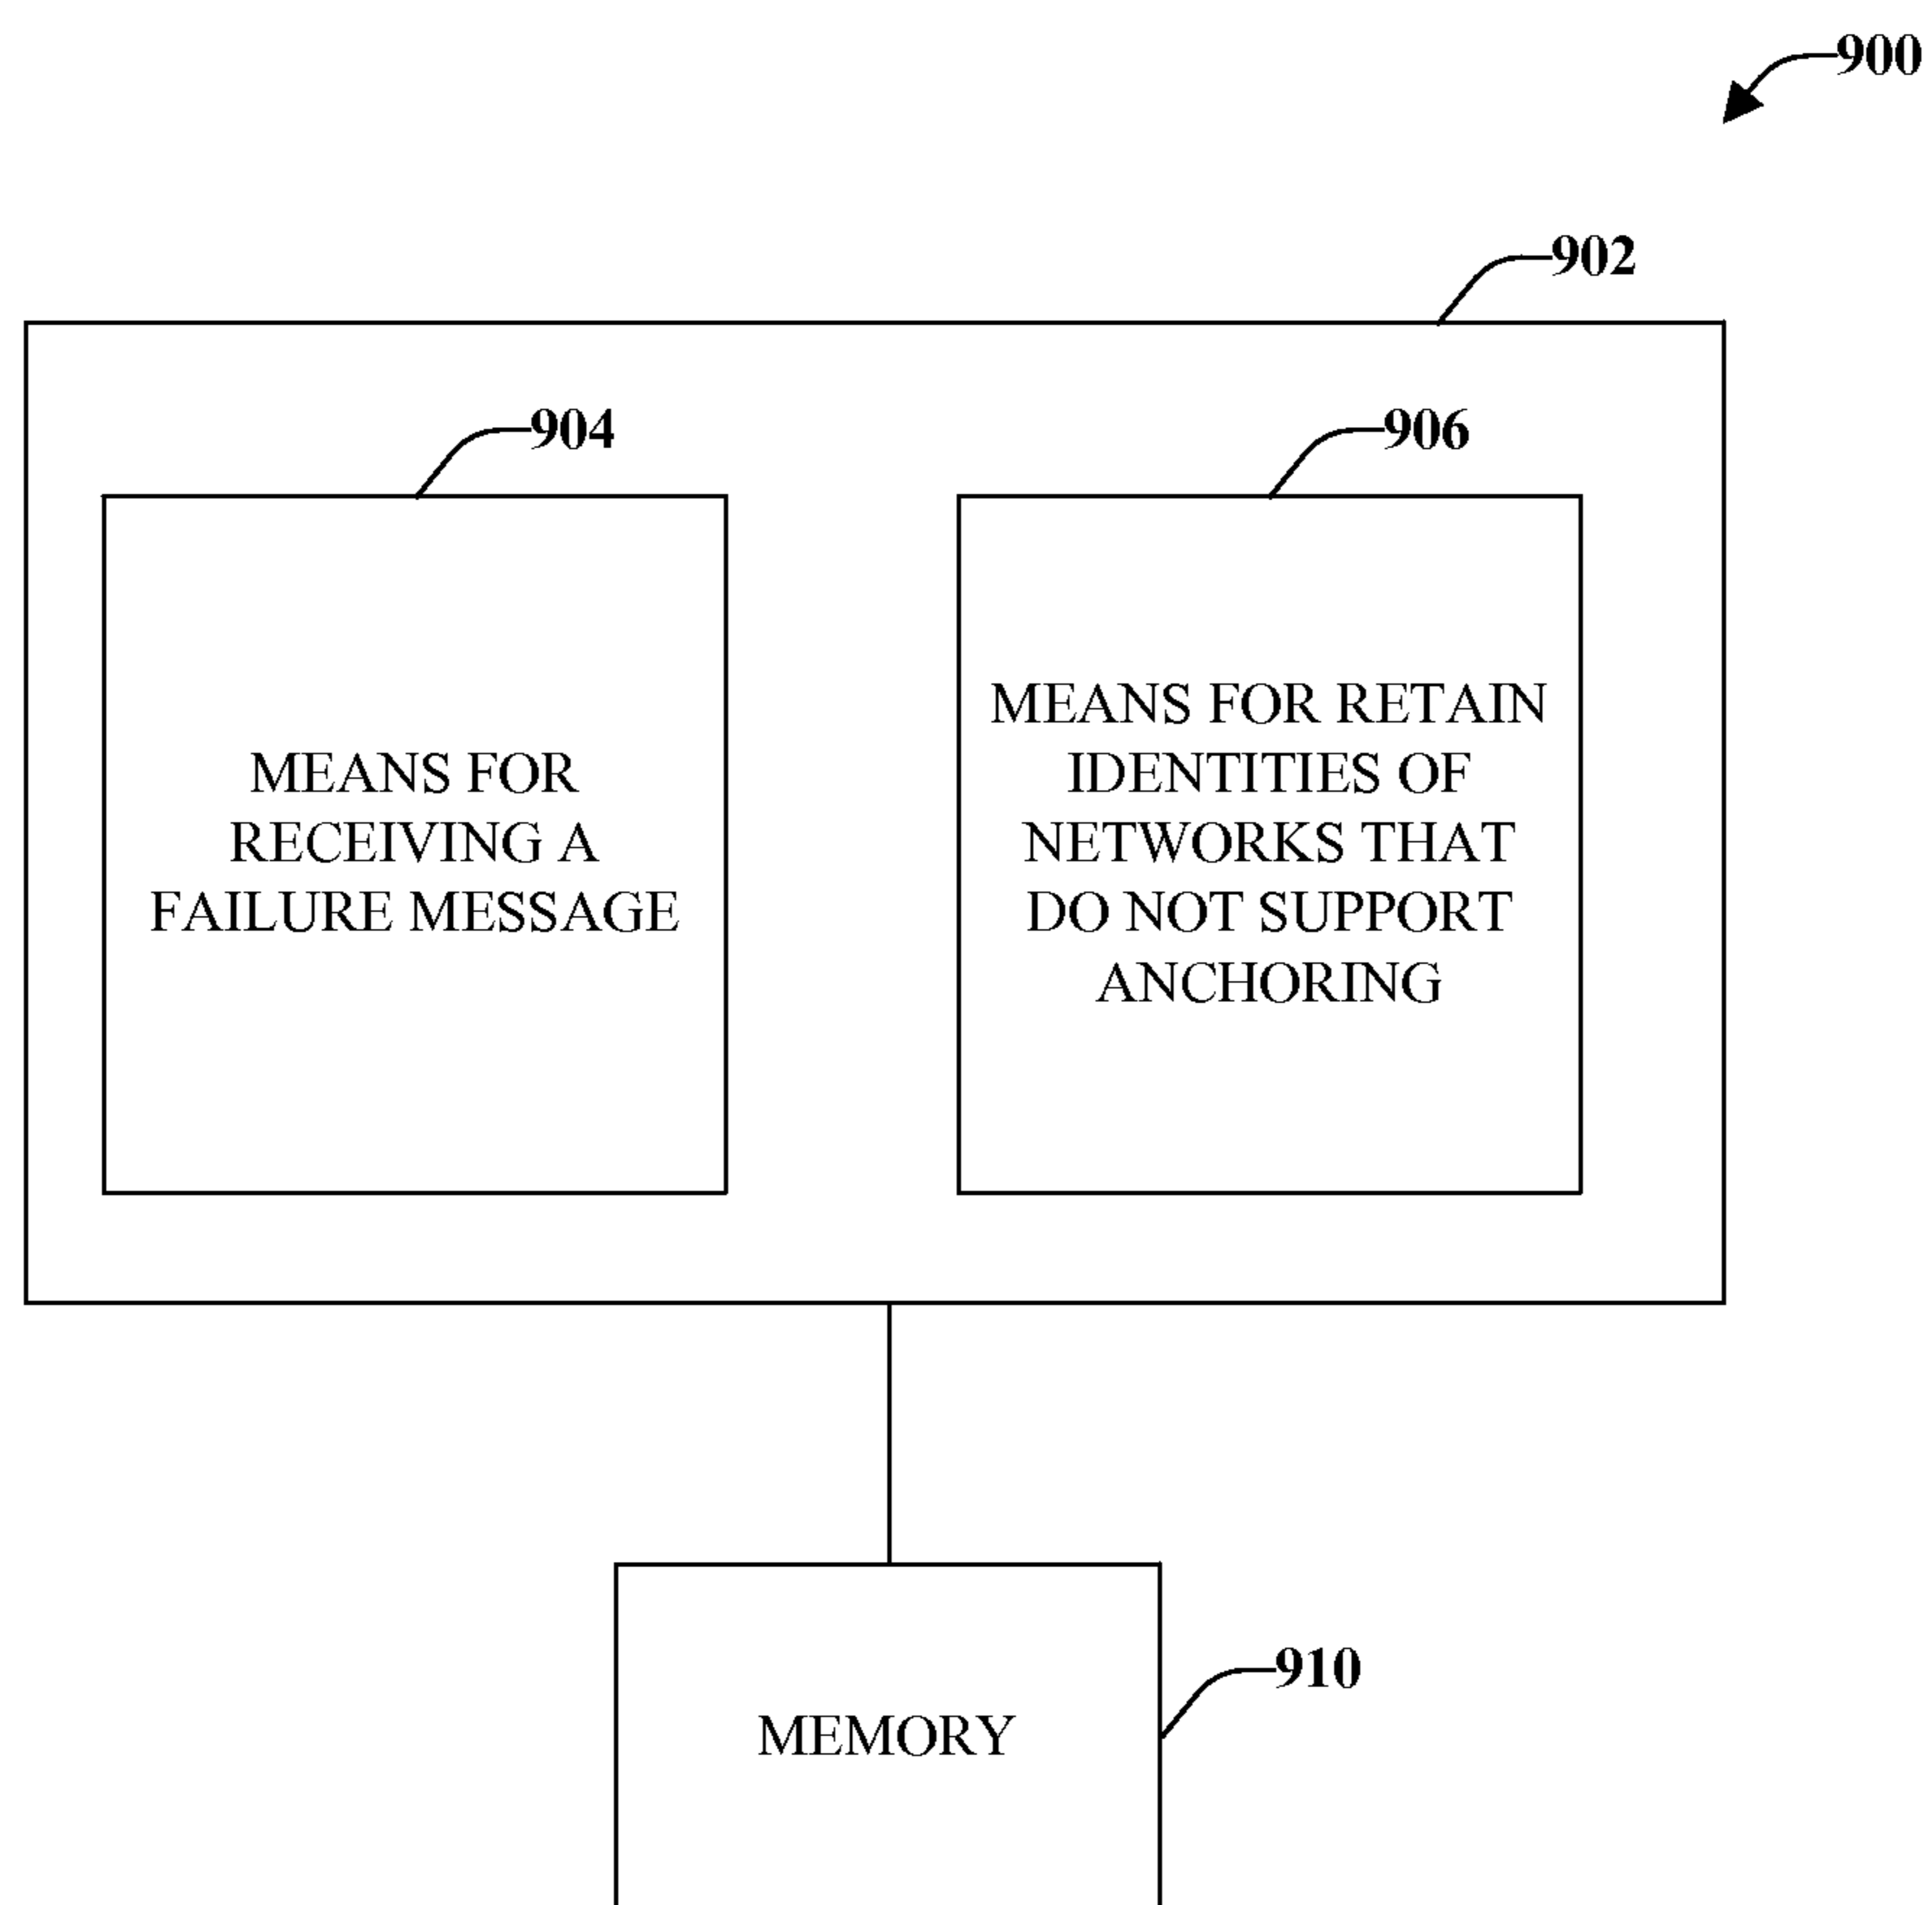 900
902
904
906
MEANS FOR
RECEIVING A
FAILURE MESSAGE
MEANS FOR RETAIN
IDENTITIES OF
NETWORKS THAT
DO NOT SUPPORT
ANCHORING
910
MEMORY